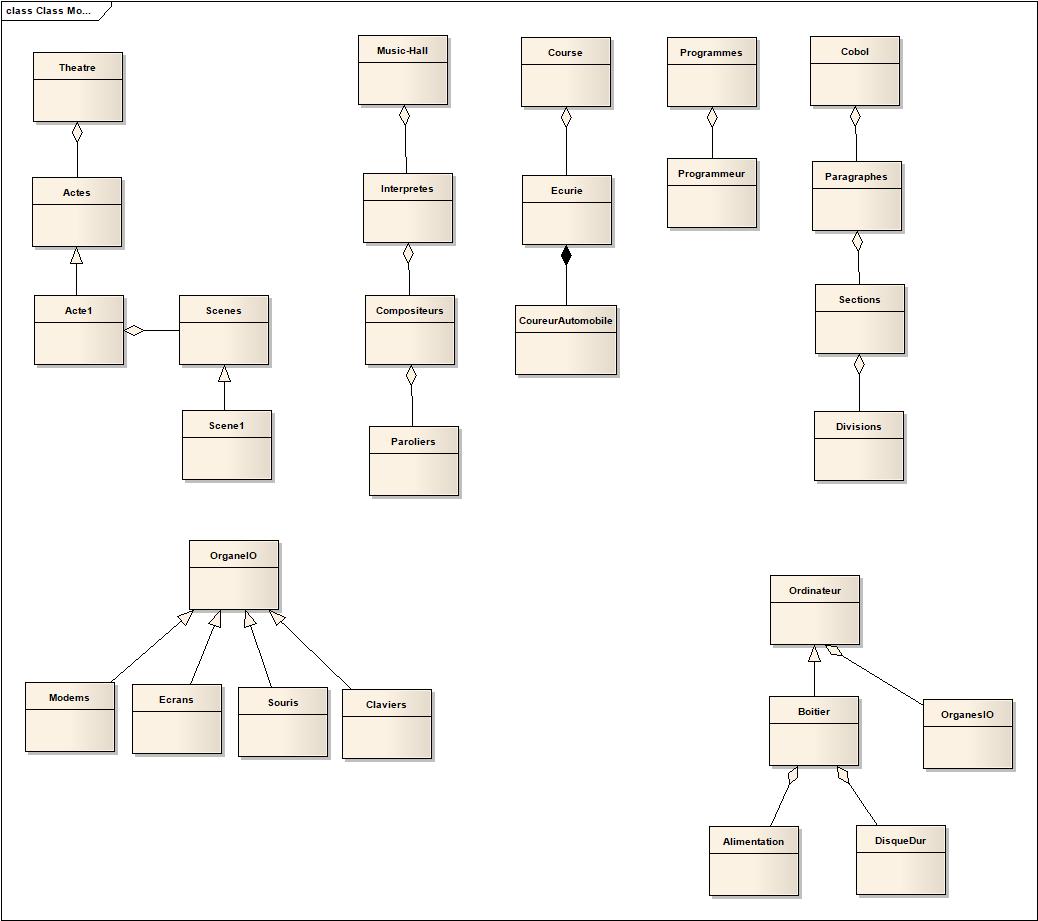 class Class Mo...
Theatre
Music-Hall
Course
Programmes
Cobol
Actes
Interpretes
Ecurie
Programmeur
Paragraphes
Acte1
Scenes
Compositeurs
CoureurAutomobile
Sections
Scene1
Paroliers
Divisions
OrganeIO
Ordinateur
Modems
Ecrans
Souris
Claviers
Boitier
OrganesIO
Alimentation
DisqueDur